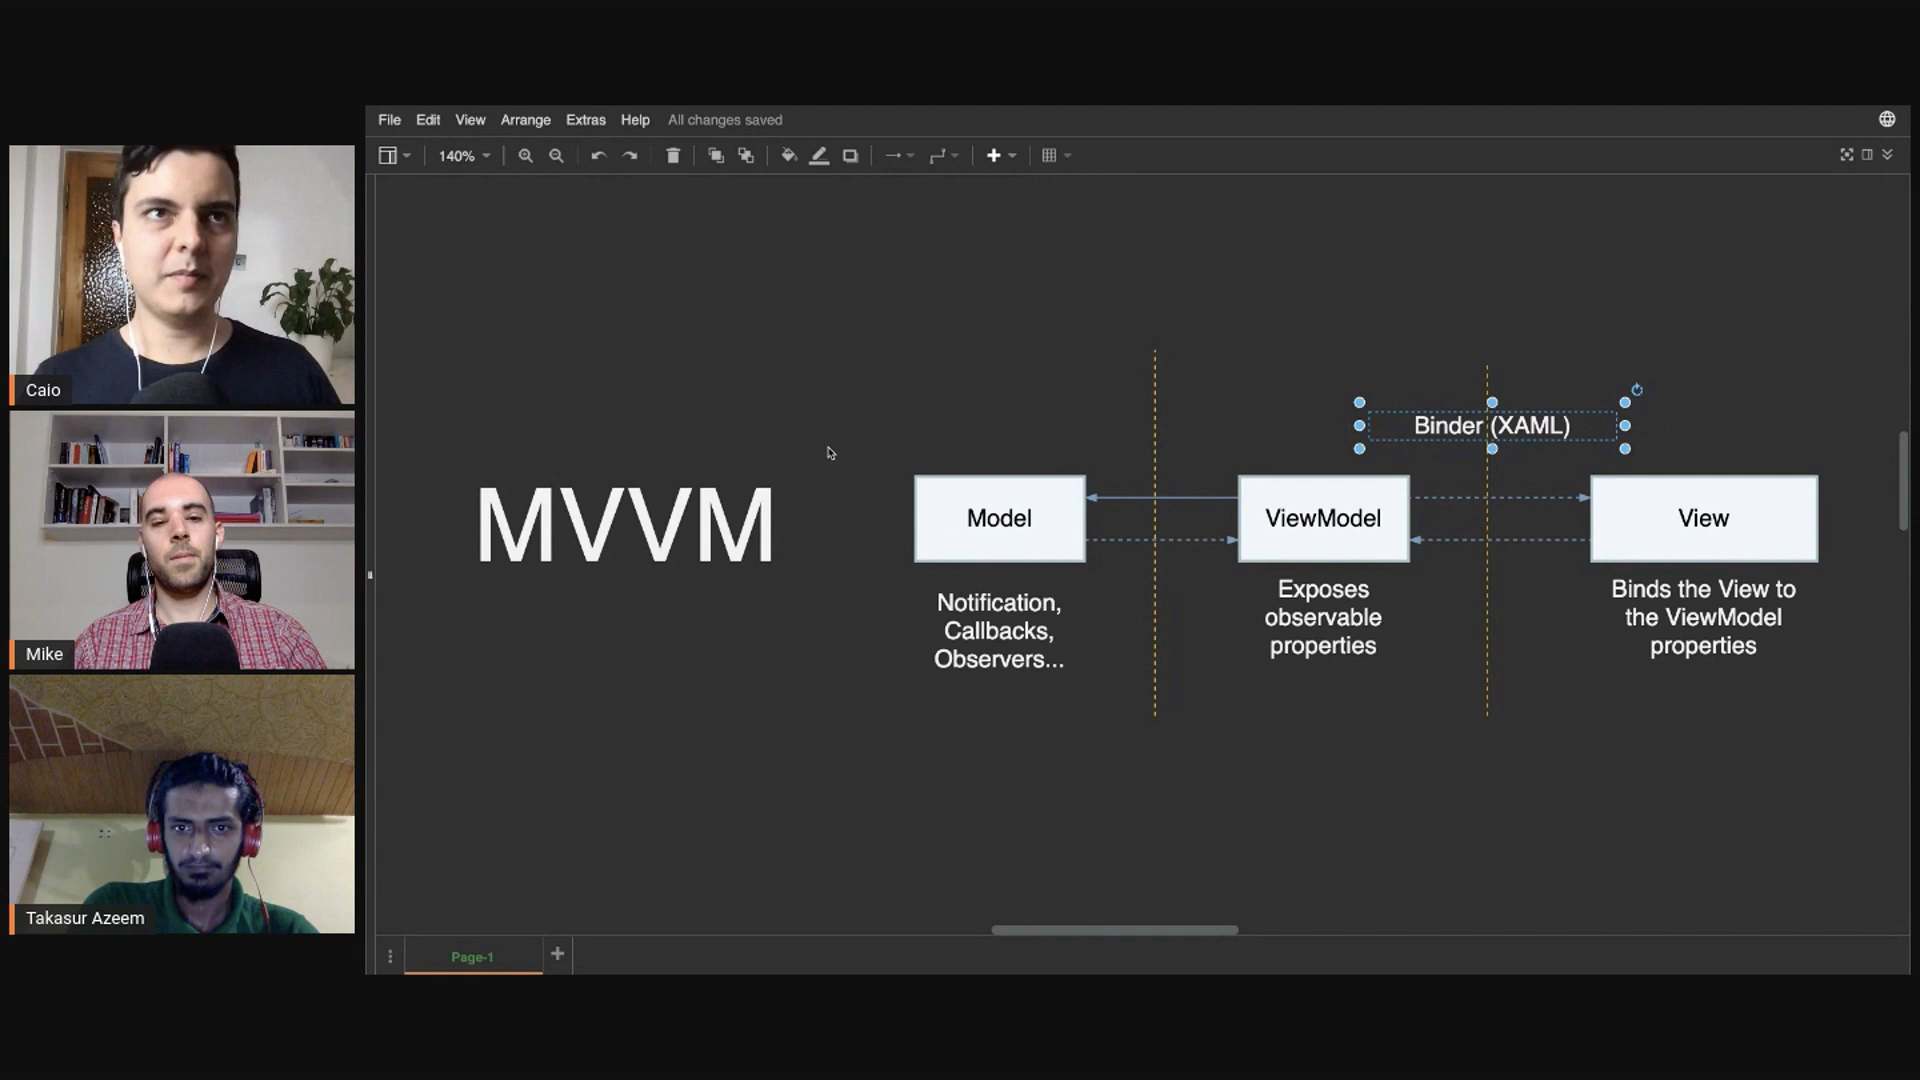 File Edit View Arrange Extras Help All changes saved
140%
Caio
Mike
Takasur Azeem
Binder (XAML)
MVVM
Model
ViewModel
View
Notification,
Callbacks,
Observers...
Exposes
observable
properties
Binds the View to
the ViewModel
properties
Page-1